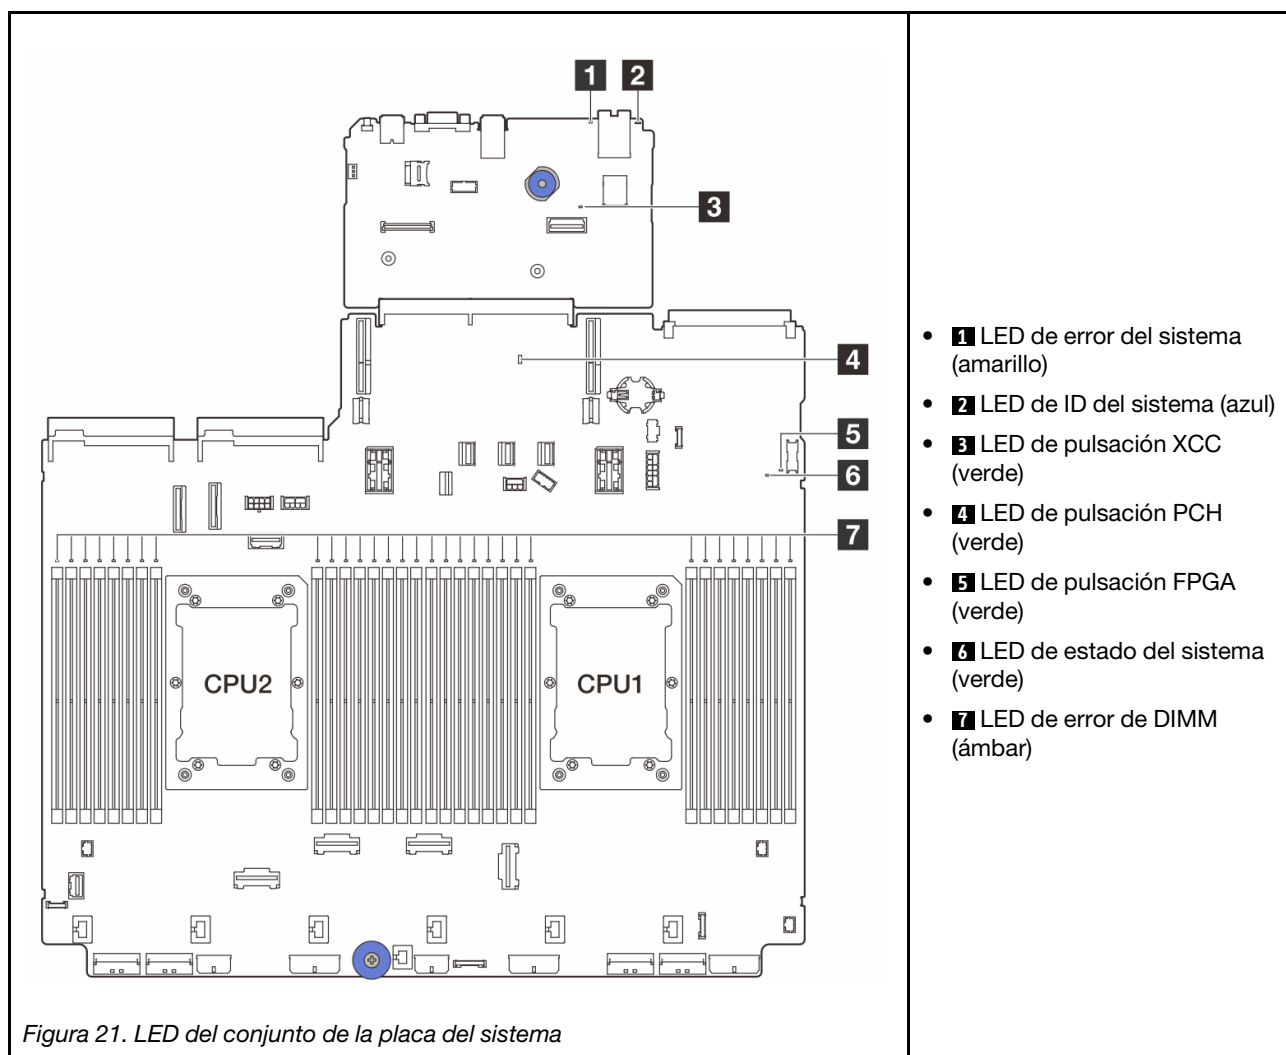 1 2
3
4
5
6
7
CPU2 CPU1
Figura 21. LED del conjunto de la placa del sistema
• 1 LED de error del sistema
(amarillo)
• 2 LED de ID del sistema (azul)
• 3 LED de pulsación XCC
(verde)
• 4 LED de pulsación PCH
(verde)
• 5 LED de pulsación FPGA
(verde)
• 6 LED de estado del sistema
(verde)
• 7 LED de error de DIMM
(ámbar)